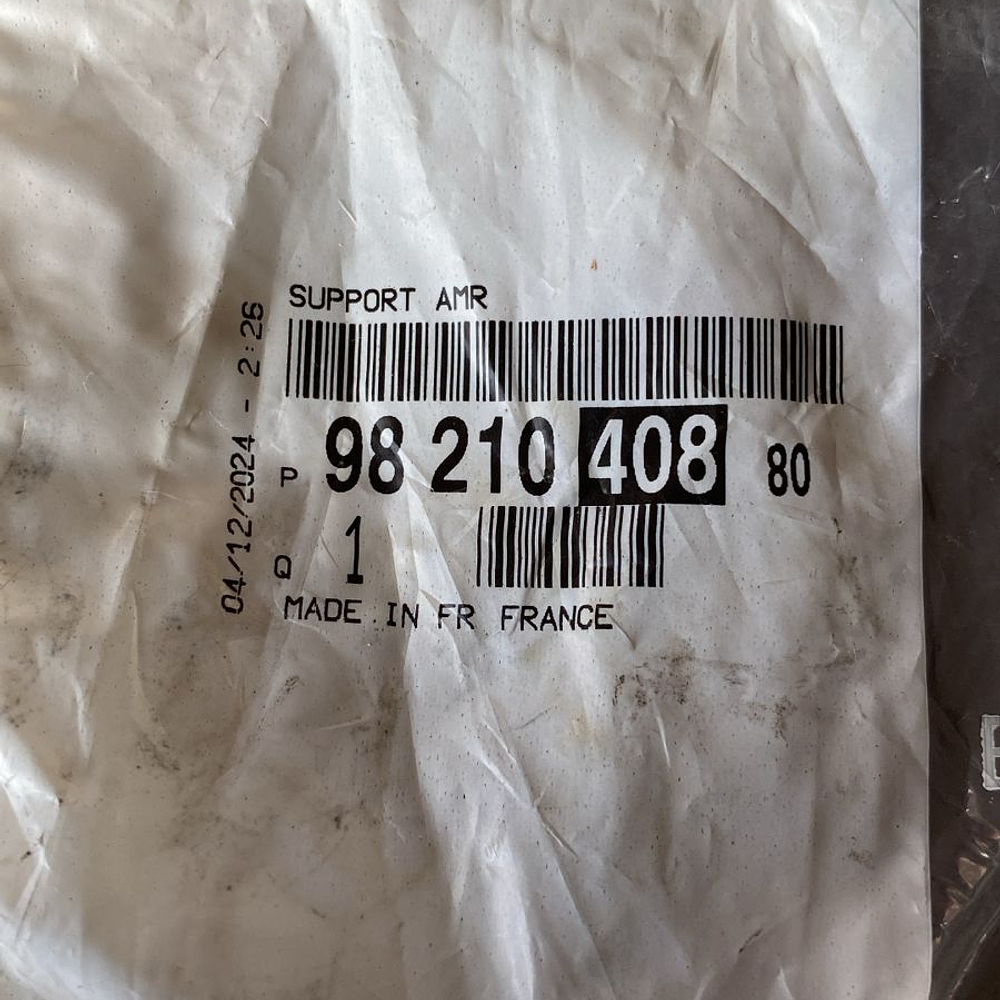 SUPPORT AMR
P 98 210 408 80
Q 1
MADE IN FR FRANCE
04/12/2024 - 2:26